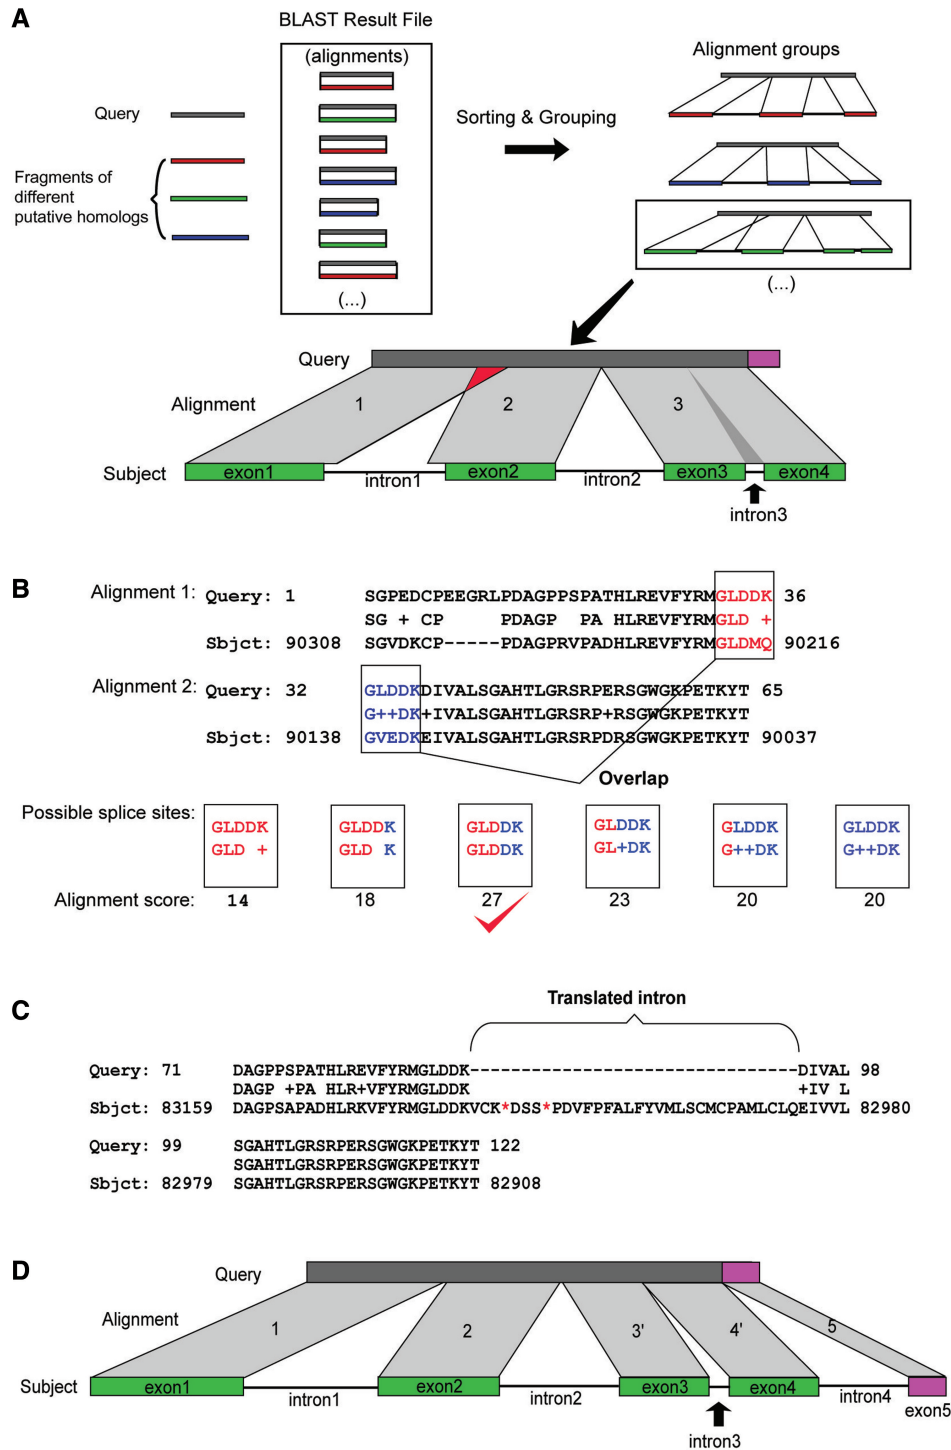 A
BLAST Result File
(alignments)
Alignment groups
Query
Sorting & Grouping
Fragments of
different
putative homologs
(...)
(...)
Query
Alignment 1 2 3
Subject exon1 intron1 exon2 intron2 exon3 exon4
intron3
B
Alignment 1: Query: 1 SGPEDCPEEGRLPDAGPPSPATHLREVFYRMGLDDK 36
SG + CP PDAGP PA HLREVFYRMGLD +
Sbjct: 90308 SGVDKCP-----PDAGPRVPADHLREVFYRMGLDMQ 90216
Alignment 2: Query: 32 GLDDKDIVALSGAHTLGRSRPERSGWGKPETKYT 65
G++DK+IVALSGAHTLGRSRP+RSGWGKPETKYT
Sbjct: 90138 GVEDKEIVALSGAHTLGRSRPDRSGWGKPETKYT 90037
Overlap
Possible splice sites:
GLDDK GLDDK GLDDK GLDDK GLDDK GLDDK
GLD + GLD K GLDDK GL+DK G++DK G++DK
Alignment score: 14 18 27 23 20 20
C
Translated intron
Query: 71 DAGPPSPATHLREVFYRMGLDDK--------------------------------DIVAL 98
DAGP +PA HLR+VFYRMGLDDK +IV L
Sbjct: 83159 DAGPSAPADHLRKVFYRMGLDDKVCK*DSS*PDVFPFALFYVMLSCMCPAMLCLQEIVVL 82980
Query: 99 SGAHTLGRSRPERSGWGKPETKYT 122
SGAHTLGRSRPERSGWGKPETKYT
Sbjct: 82979 SGAHTLGRSRPERSGWGKPETKYT 82908
D
Query
Alignment 1 2 3' 4' 5
Subject exon1 intron1 exon2 intron2 exon3 exon4 intron4 exon5
intron3